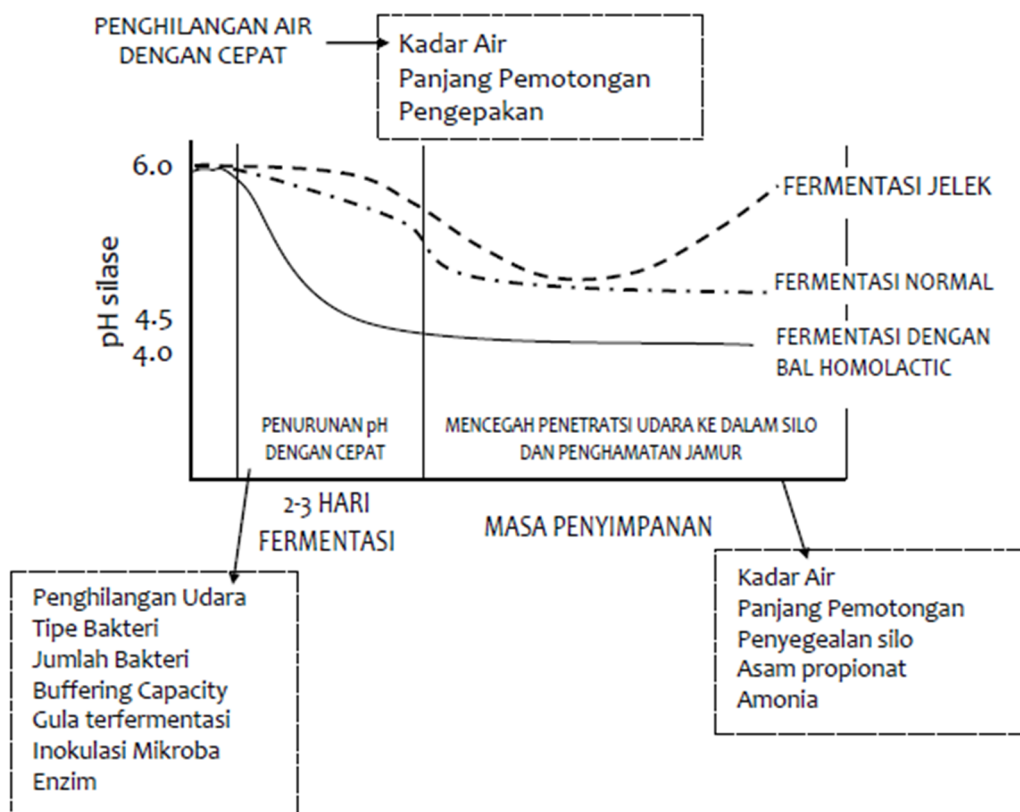 PENGHILANGAN AIR
DENGAN CEPAT
Kadar Air
Panjang Pemotongan
Pengepakan
6.0
4.5
4.0
pH silase
FERMENTASI JELEK
FERMENTASI NORMAL
FERMENTASI DENGAN
BAL HOMOLACTIC
PENURUNAN pH
DENGAN CEPAT
MENCEGAH PENETRATSI UDARA KE DALAM SILO
DAN PENGHAMATAN JAMUR
2-3 HARI
FERMENTASI
MASA PENYIMPANAN
Penghilangan Udara
Tipe Bakteri
Jumlah Bakteri
Buffering Capacity
Gula terfermentasi
Inokulasi Mikroba
Enzim
Kadar Air
Panjang Pemotongan
Penyegealan silo
Asam propionat
Amonia